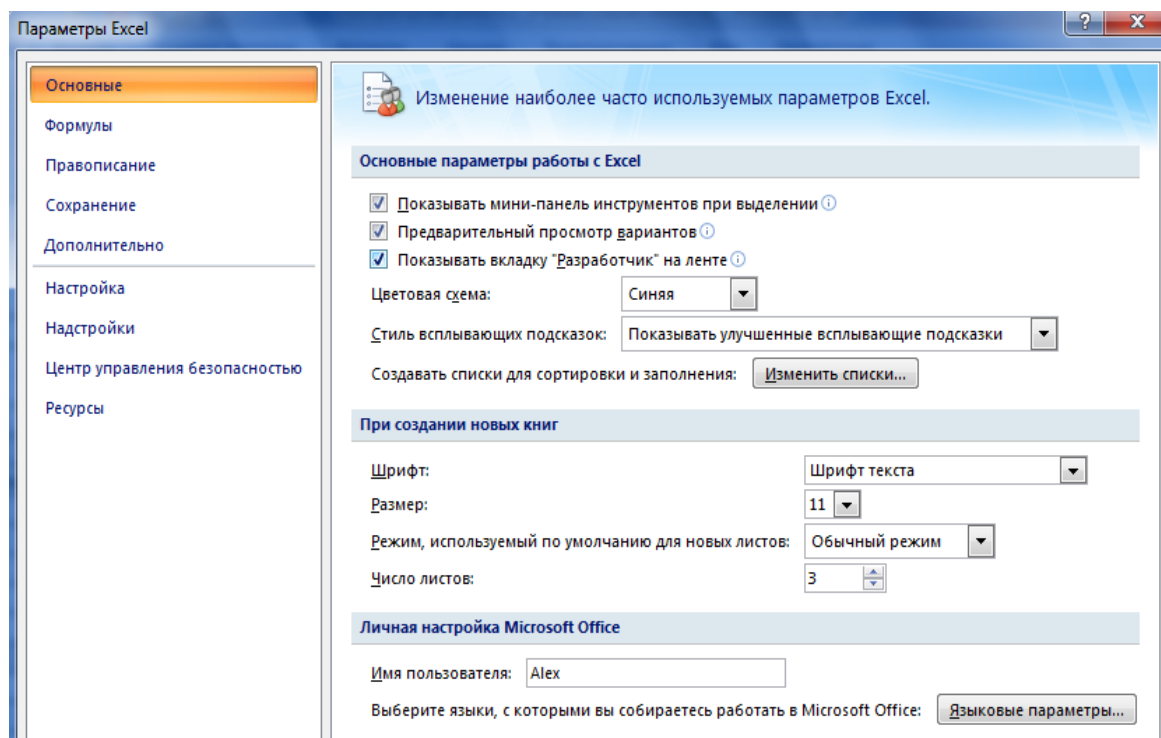 Параметры Excel
?
X
Основные
Формулы
Правописание
Сохранение
Дополнительно
Настройка
Надстройки
Центр управления безопасностью
Ресурсы
Изменение наиболее часто используемых параметров Excel.
Основные параметры работы с Excel
Показывать мини-панель инструментов при выделении
Предварительный просмотр вариантов
Показывать вкладку "Разработчик" на ленте
Цветовая схема: Синяя
Стиль всплывающих подсказок: Показывать улучшенные всплывающие подсказки
Создавать списки для сортировки и заполнения: Изменить списки...
При создании новых книг
Шрифт: Шрифт текста
Размер: 11
Режим, используемый по умолчанию для новых листов: Обычный режим
Число листов: 3
Личная настройка Microsoft Office
Имя пользователя: Alex
Выберите языки, с которыми вы собираетесь работать в Microsoft Office: Языковые параметры...